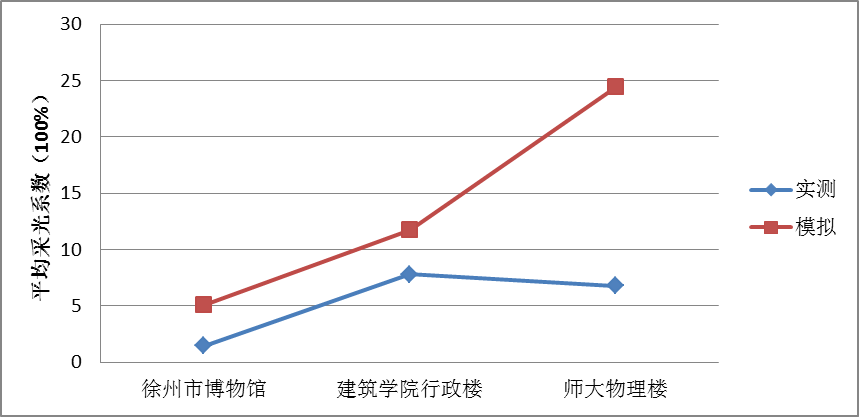 30
25
20
15
10
5
0
平均采光系数（100%）
徐州市博物馆
建筑学院行政楼
师大物理楼
实测
模拟